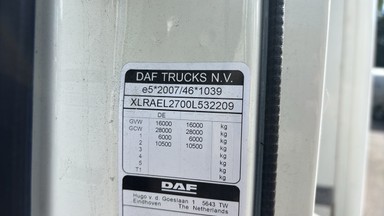 DAF TRUCKS N.V.
e5*2007/46*1039
XLRAEL2700L532209
DE
GVW 16000 16000 kg
GCW 28000 28000 kg
1 6000 6000 kg
2 10500 10500 kg
3 kg
4 kg
5 kg
T1 kg
DAF
Hugo v. d. Goeslaan 1 5643 TW
Eindhoven The Netherlands